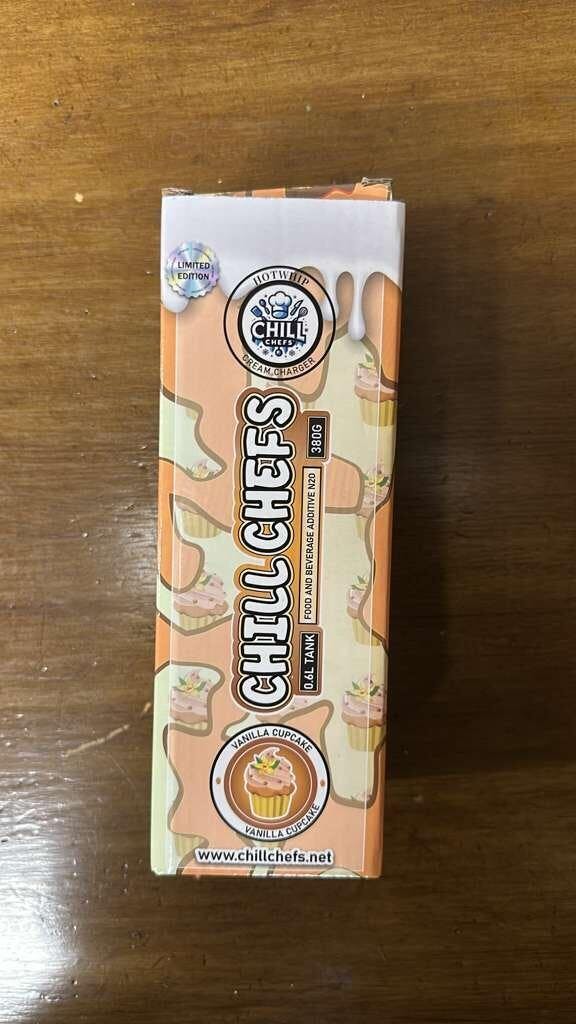 LIMITED
EDITION
HOTWHIP
CHILL
CHEFS
CREAM CHARGER
CHILL CHEFS
0.6L TANK
FOOD AND BEVERAGE ADDITIVE N20
380G
VANILLA CUPCAKE
VANILLA CUPCAKE
www.chillchefs.net